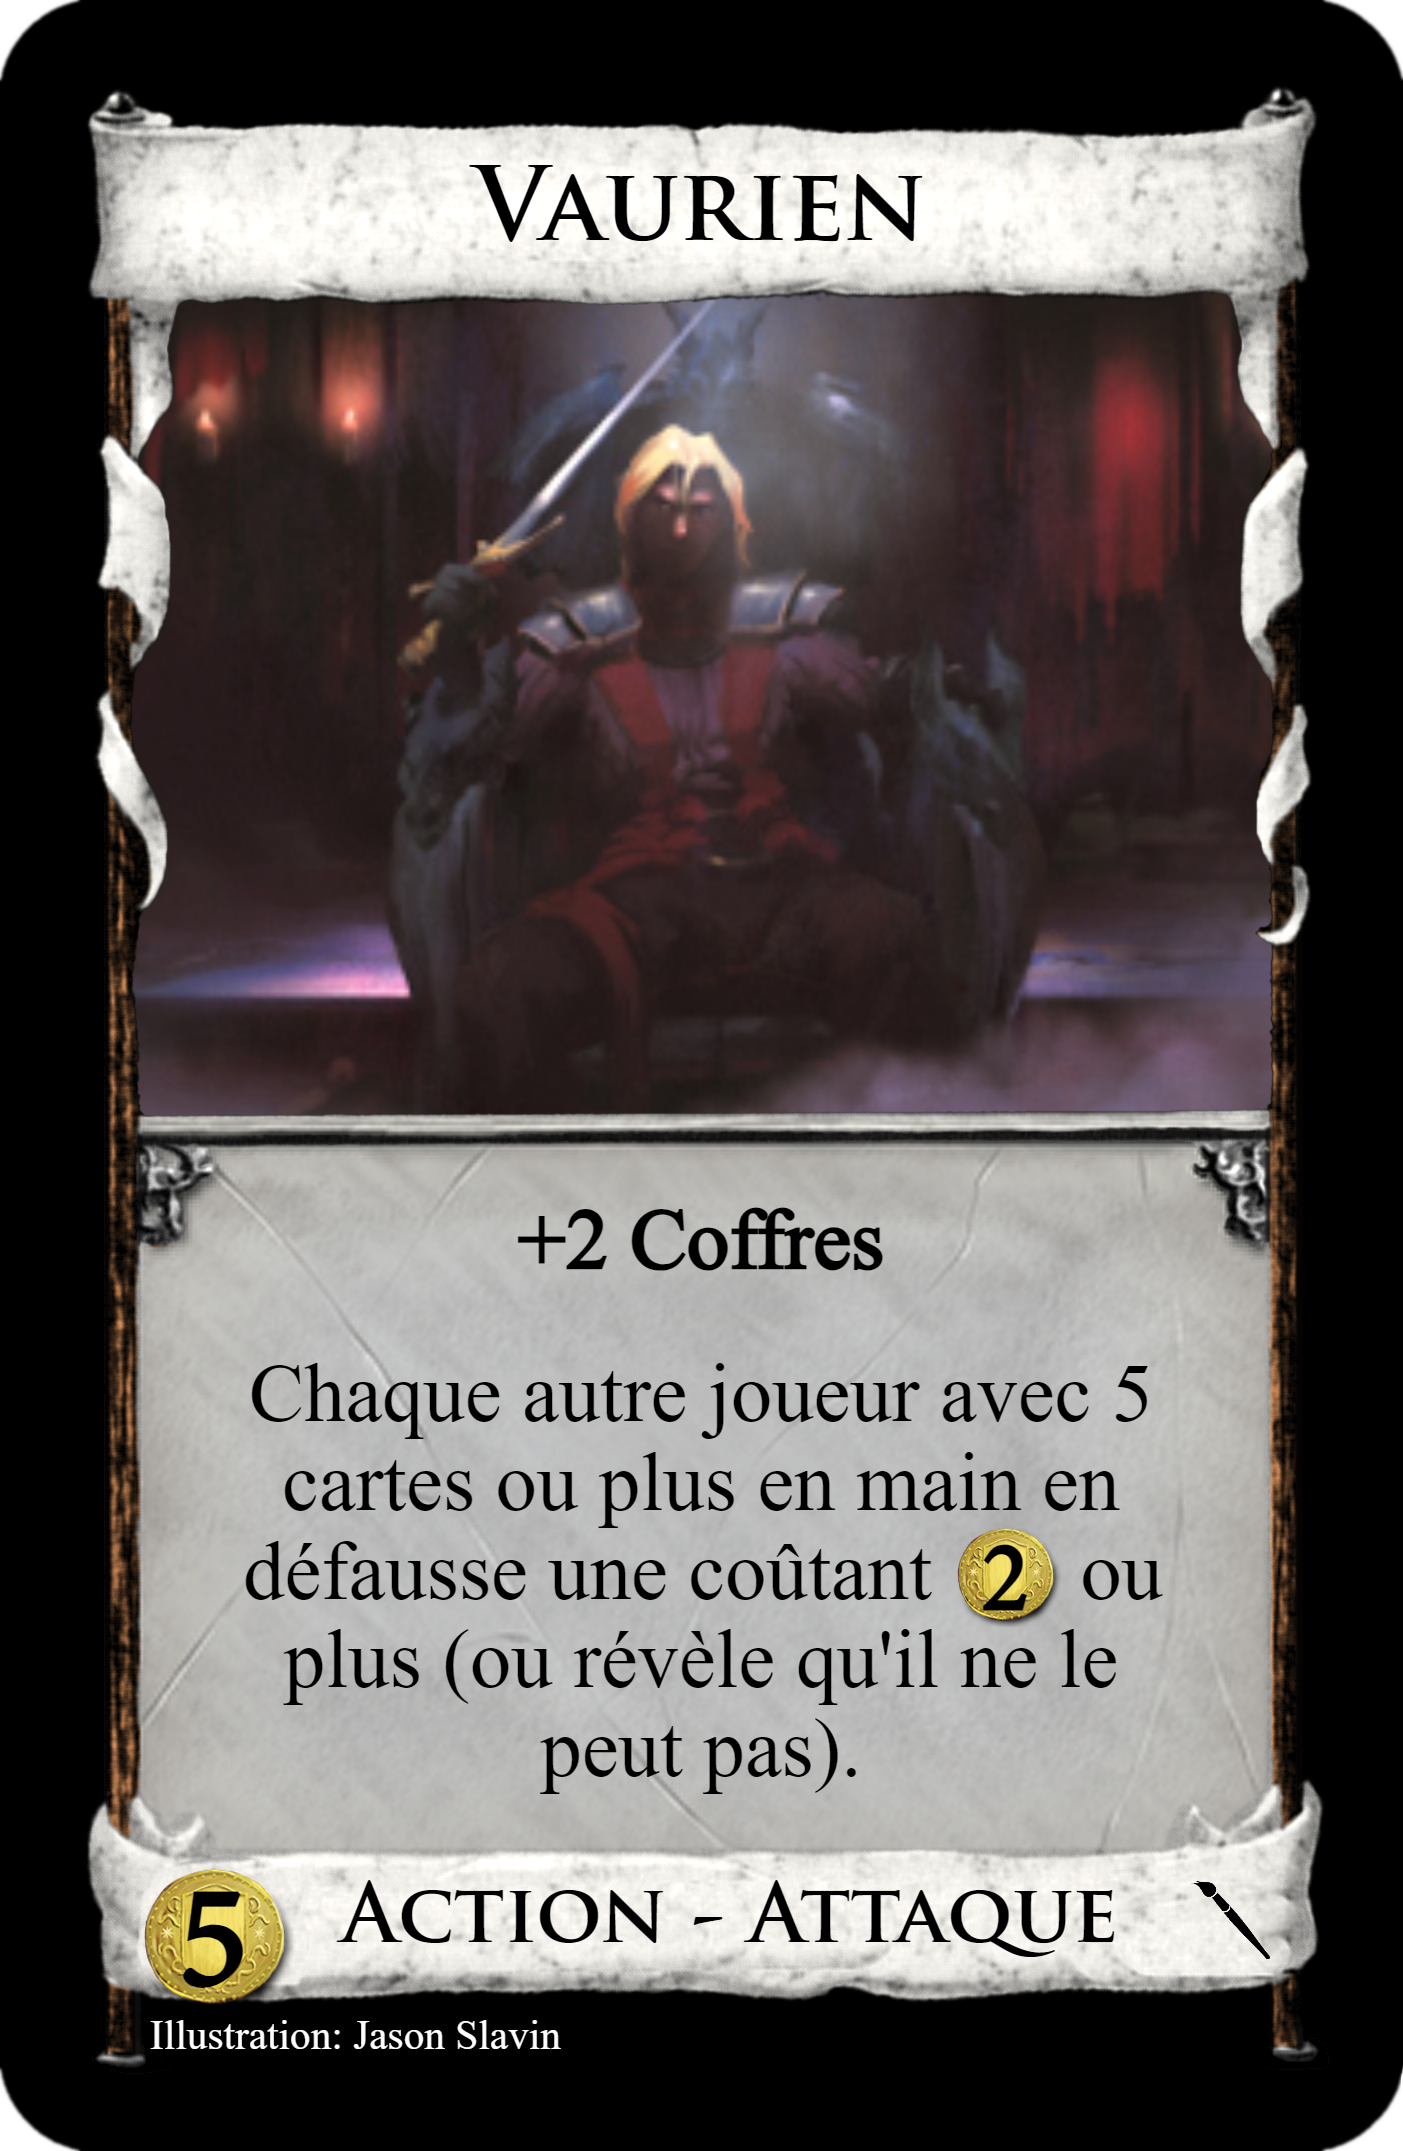 Vaurien
+2 Coffres
Chaque autre joueur avec 5
cartes ou plus en main en
défausse une coûtant 2 ou
plus (ou révèle qu'il ne le
peut pas).
5 Action - Attaque
Illustration: Jason Slavin